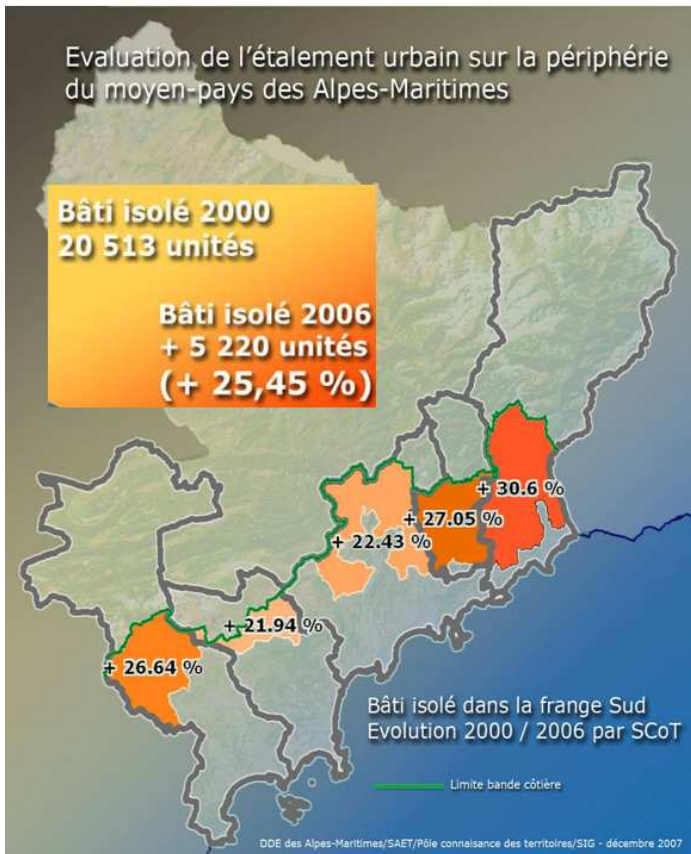 Evaluation de l'étalement urbain sur la périphérie
du moyen-pays des Alpes-Maritimes
Bâti isolé 2000
20 513 unités
Bâti isolé 2006
+ 5 220 unités
(+ 25,45 %)
+ 30.6 %
+ 27.05 %
+ 22.43 %
+ 21.94 %
+ 26.64 %
Bâti isolé dans la frange Sud
Evolution 2000 / 2006 par SCoT
Limite bande côtière
DDE des Alpes-Maritimes/SAET/Pôle connaisance des territoires/SIG - décembre 2007